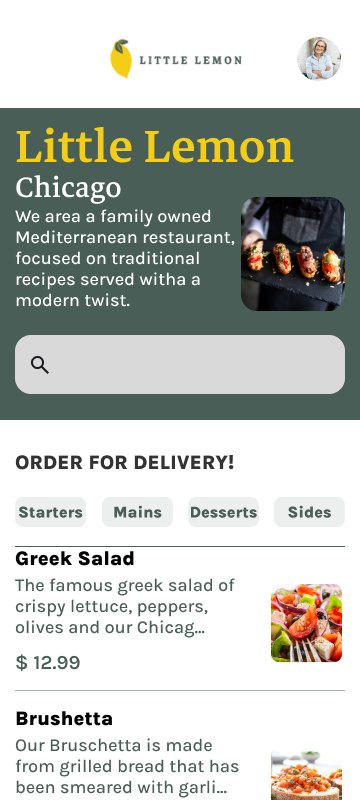 LITTLE LEMON
Little Lemon
Chicago
We area a family owned
Mediterranean restaurant,
focused on traditional
recipes served witha a
modern twist.
ORDER FOR DELIVERY!
Starters Mains Desserts Sides
Greek Salad
The famous greek salad of
crispy lettuce, peppers,
olives and our Chicag...
$ 12.99
Brushetta
Our Bruschetta is made
from grilled bread that has
been smeared with garli...